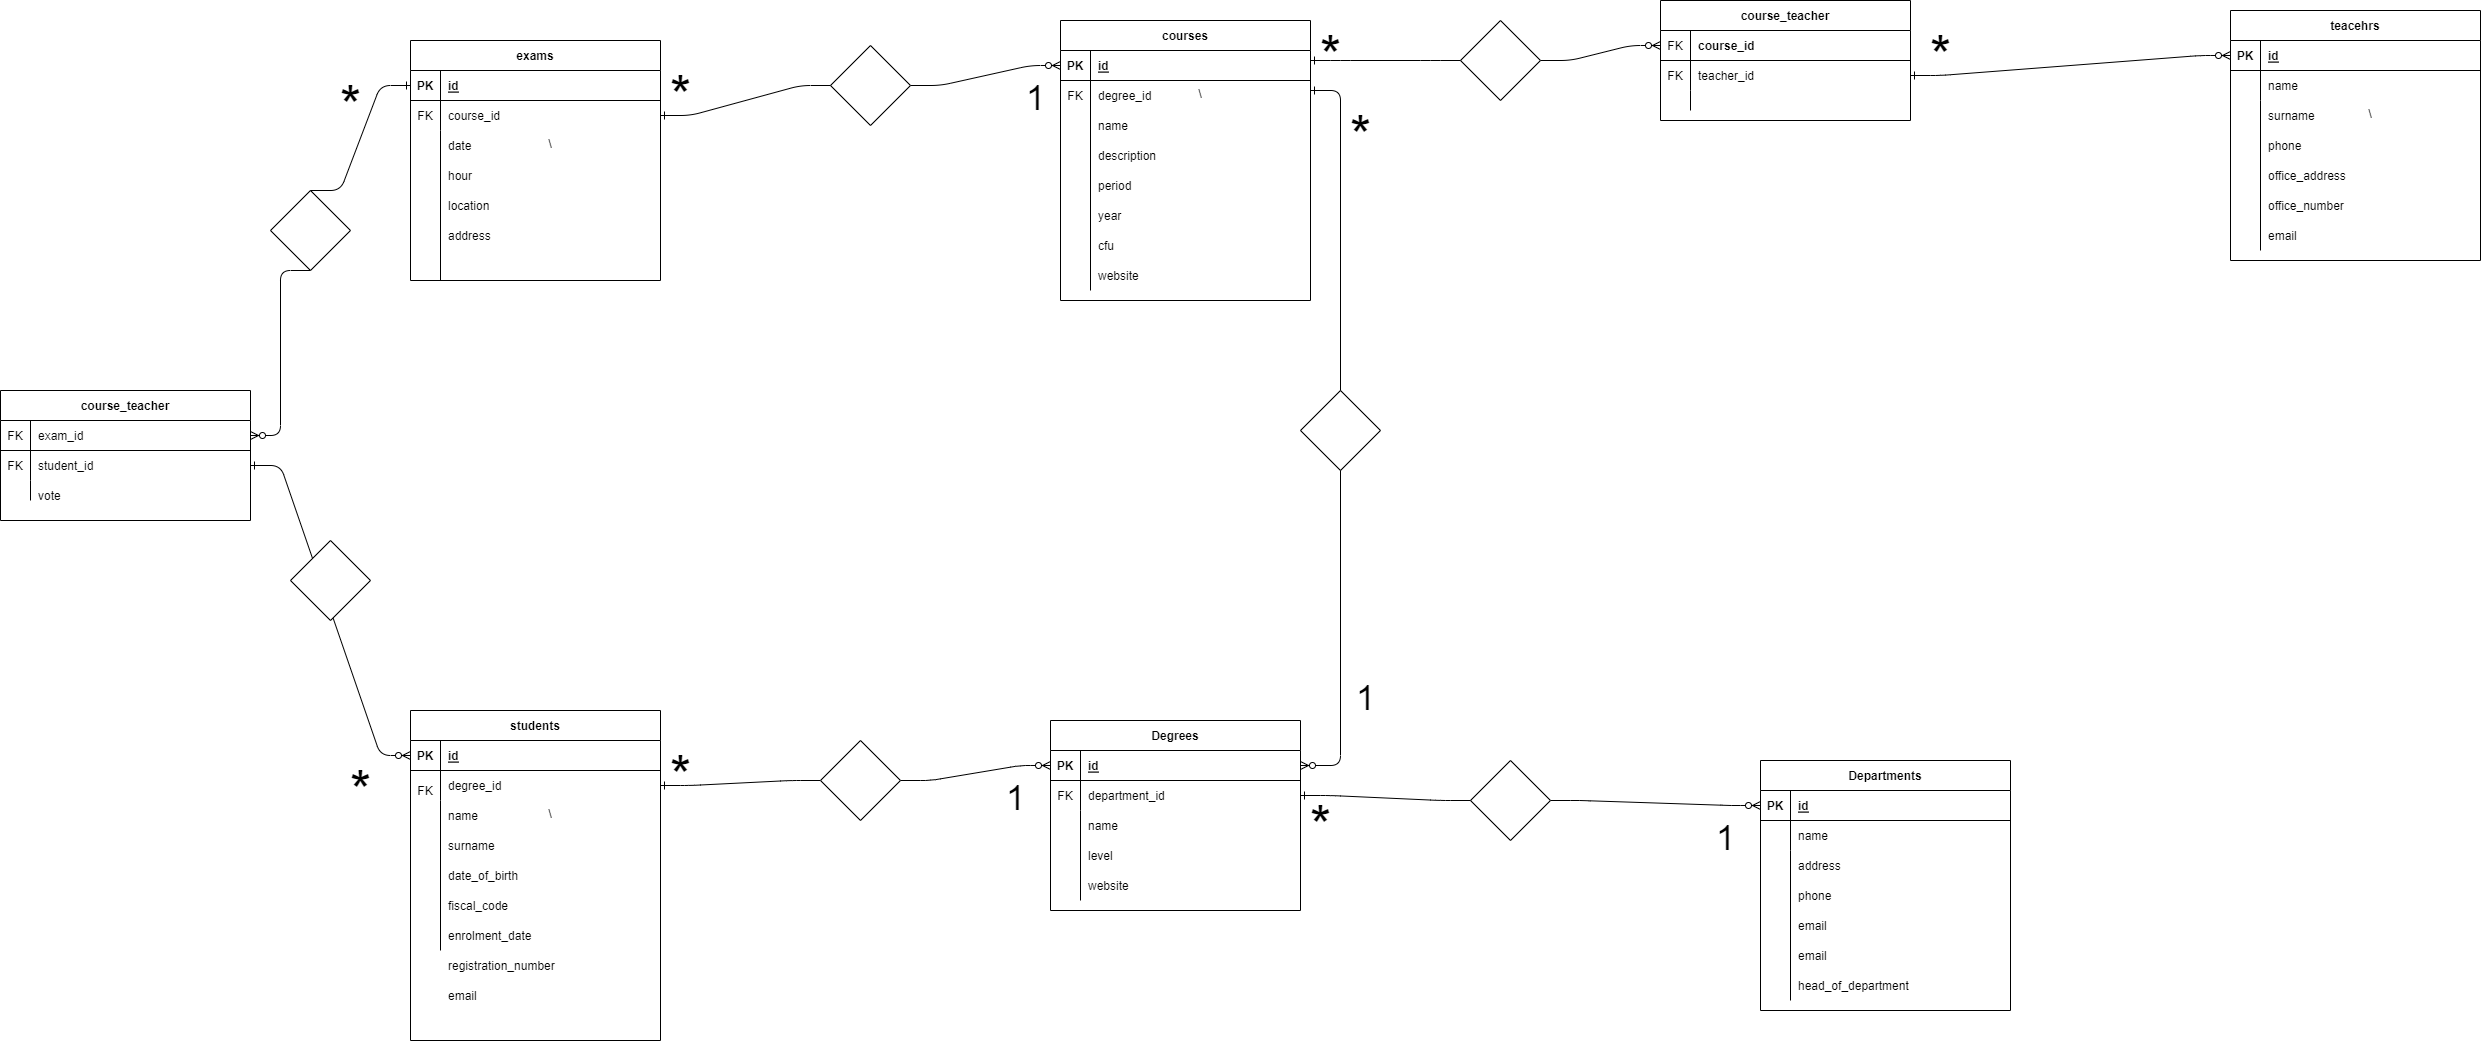 exams
PK id
FK course_id
date \
hour
location
address
*
*
courses
PK id
FK degree_id \
name
description
period
year
cfu
website
1
*
*
course_teacher
FK course_id
FK teacher_id
*
teacehrs
PK id
name
surname \
phone
office_address
office_number
email
course_teacher
FK exam_id
FK student_id
vote
students
PK id
FK degree_id
name \
surname
date_of_birth
fiscal_code
enrolment_date
registration_number
email
*
*
Degrees
PK id
FK department_id
name
level
website
1
1
*
Departments
PK id
name
address
phone
email
email
head_of_department
1